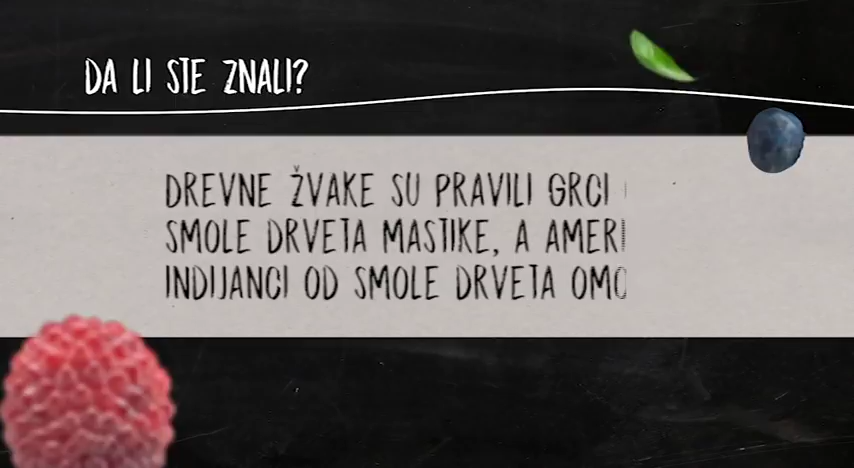 DA LI STE ZNALI?
DREVNE ŽVAKE SU PRAVILI GRCI
SMOLE DRVETA MASTIKE, A
INDIJANCI OD SMOLE DRVETA